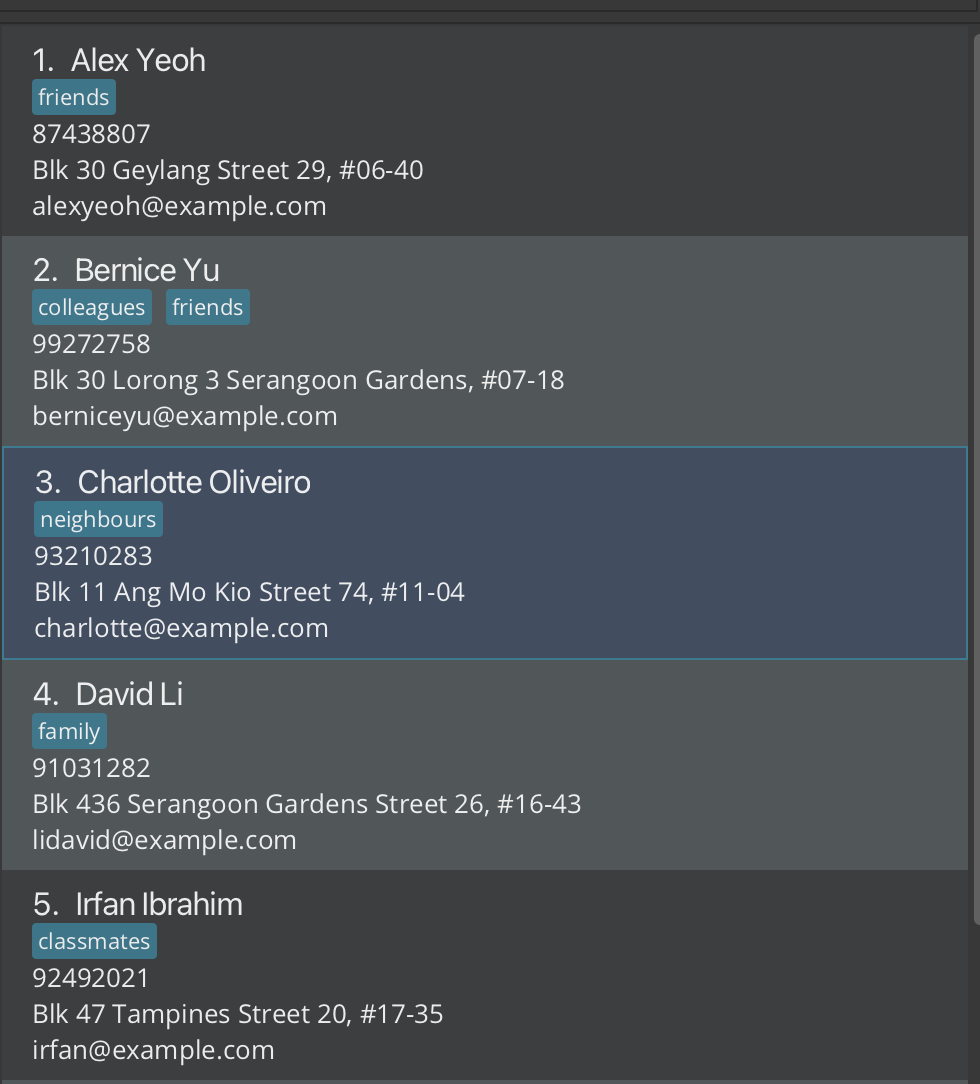 1. Alex Yeoh
friends
87438807
Blk 30 Geylang Street 29, #06-40
alexyeoh@example.com
2. Bernice Yu
colleagues friends
99272758
Blk 30 Lorong 3 Serangoon Gardens, #07-18
berniceyu@example.com
3. Charlotte Oliveiro
neighbours
93210283
Blk 11 Ang Mo Kio Street 74, #11-04
charlotte@example.com
4. David Li
family
91031282
Blk 436 Serangoon Gardens Street 26, #16-43
lidavid@example.com
5. Irfan Ibrahim
classmates
92492021
Blk 47 Tampines Street 20, #17-35
irfan@example.com